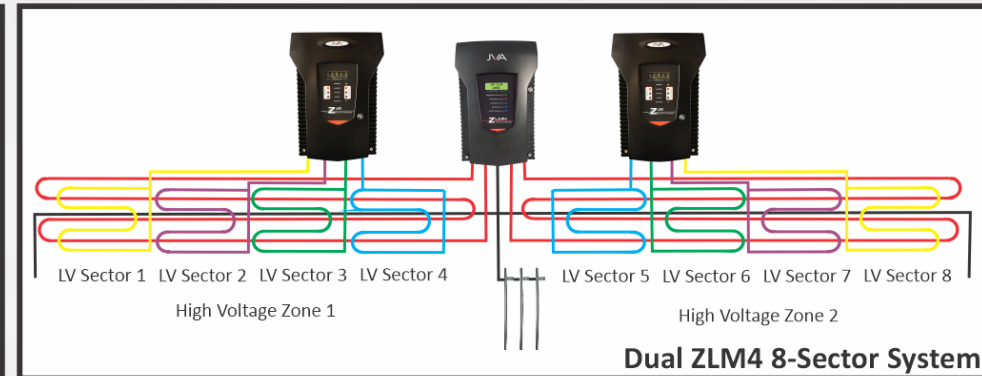 JVA
LV Sector 1 LV Sector 2 LV Sector 3 LV Sector 4 LV Sector 5 LV Sector 6 LV Sector 7 LV Sector 8
High Voltage Zone 1 High Voltage Zone 2
Dual ZLM4 8-Sector System